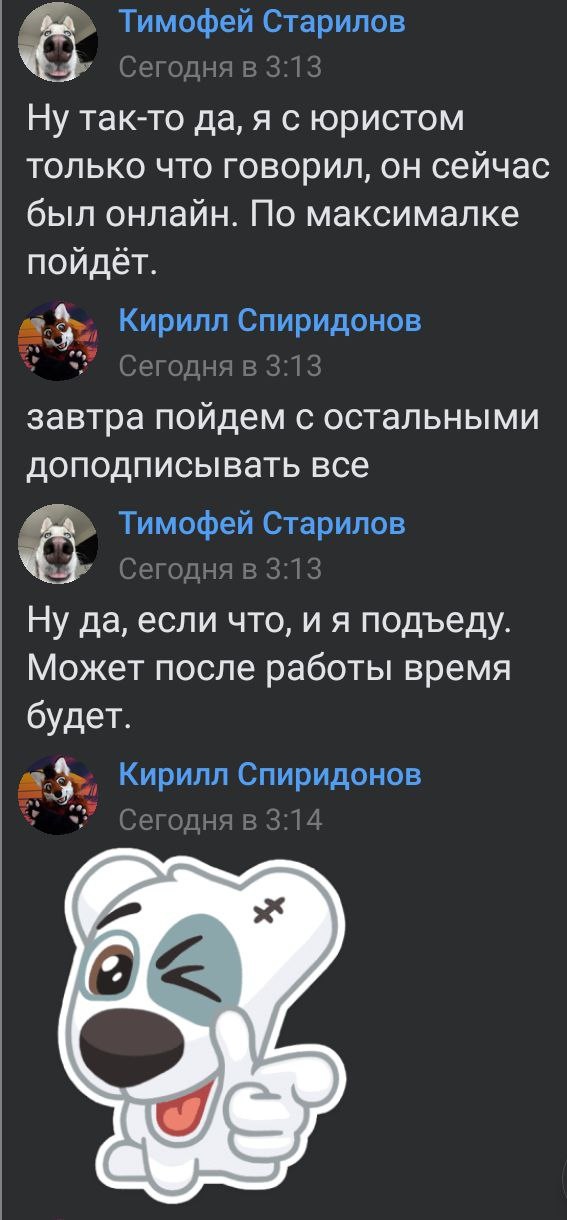 Тимофей Старилов
Сегодня в 3:13
Ну так-то да, я с юристом
только что говорил, он сейчас
был онлайн. По максималке
пойдёт.
Кирилл Спиридонов
Сегодня в 3:13
завтра пойдем с остальными
доподписывать все
Тимофей Старилов
Сегодня в 3:13
Ну да, если что, и я подъеду.
Может после работы время
будет.
Кирилл Спиридонов
Сегодня в 3:14